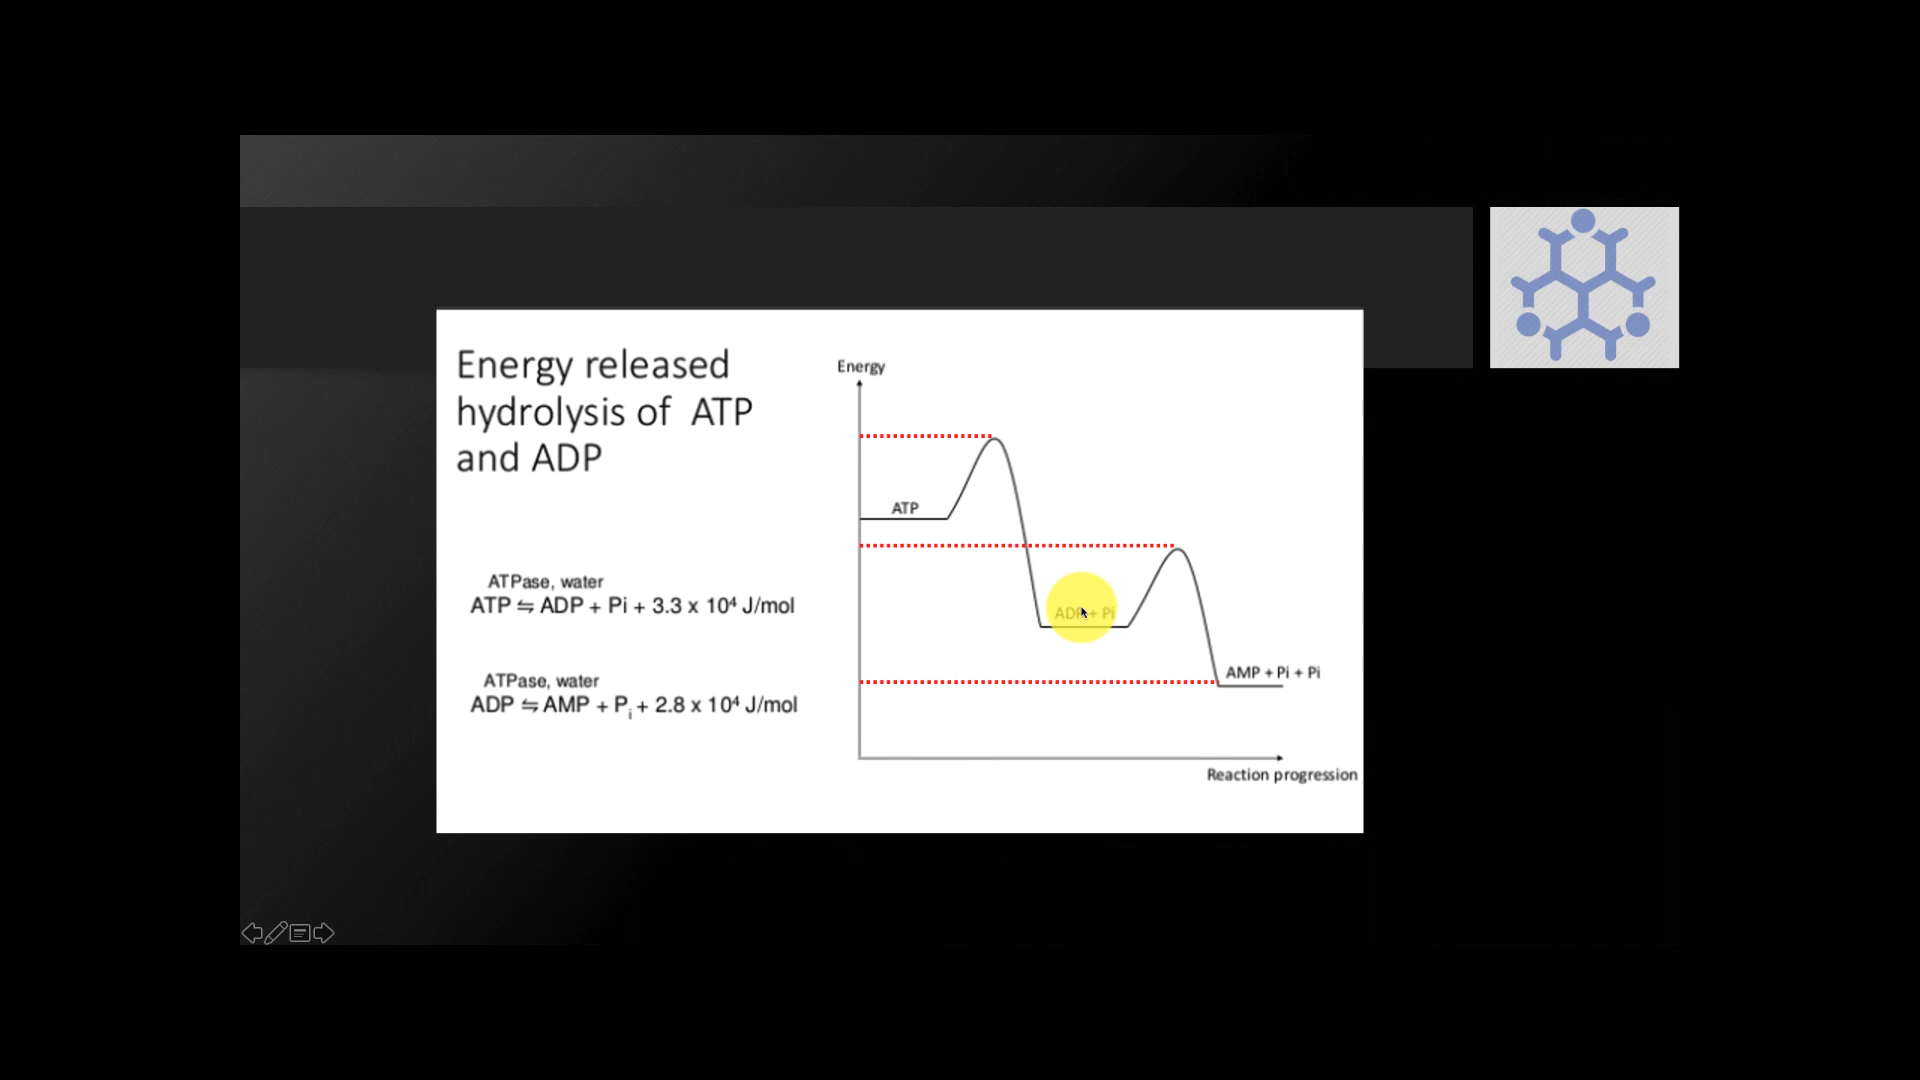 Energy released
hydrolysis of ATP
and ADP
ATPase, water
ATP ⇋ ADP + Pi + 3.3 x 10⁴ J/mol
ATPase, water
ADP ⇋ AMP + Pᵢ + 2.8 x 10⁴ J/mol
Energy
ATP
ADP + Pi
AMP + Pi + Pi
Reaction progression